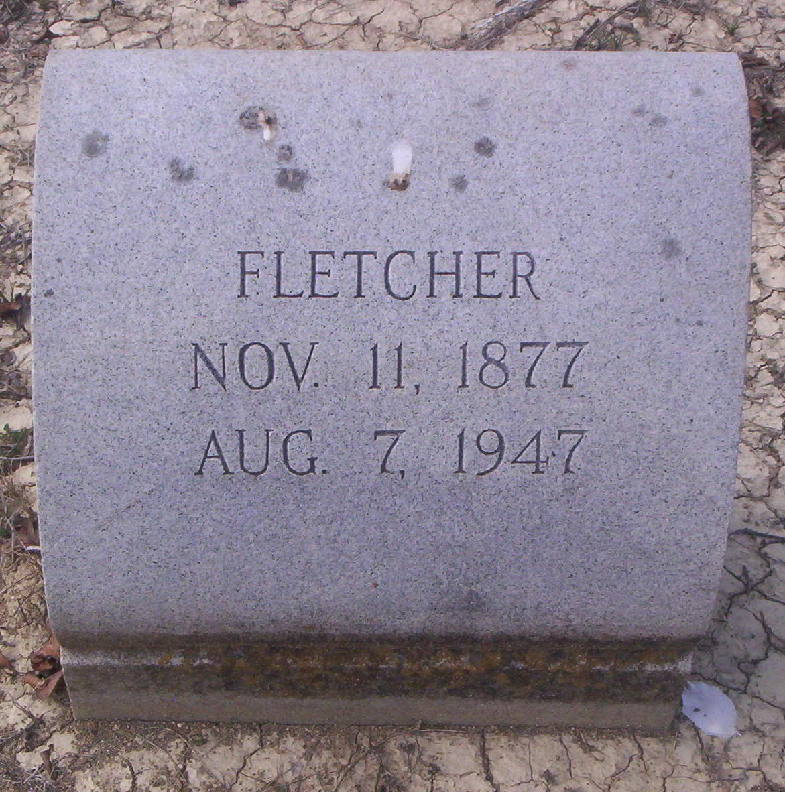 FLETCHER
NOV. 11, 1877
AUG. 7, 1947